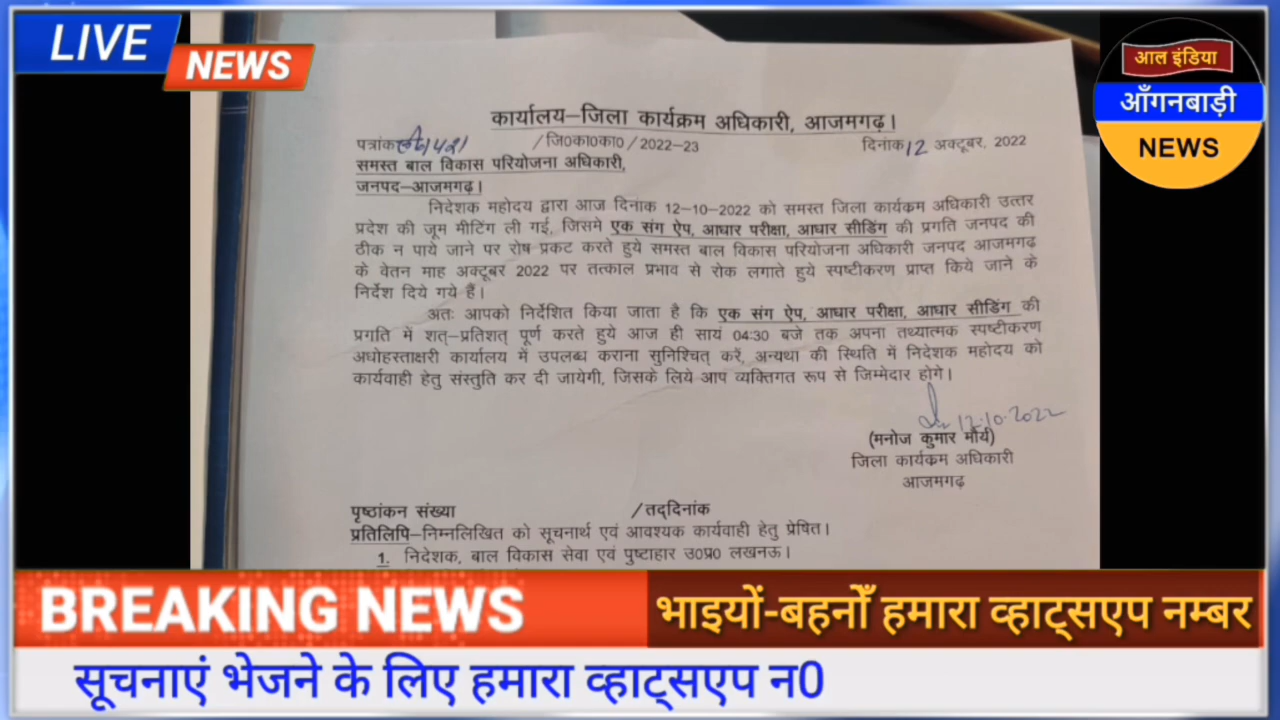 LIVE
NEWS
आल इंडिया
आँगनबाड़ी
NEWS
कार्यालय–जिला कार्यक्रम अधिकारी, आजमगढ़।
पत्रांक /जि0का0का0/2022–23 दिनांक 12 अक्टूबर, 2022
समस्त बाल विकास परियोजना अधिकारी,
जनपद–आजमगढ़।
निदेशक महोदय द्वारा आज दिनांक 12–10–2022 को समस्त जिला कार्यक्रम अधिकारी उत्तर
प्रदेश की जूम मीटिंग ली गई, जिसमे एक संग ऐप, आधार परीक्षा, आधार सीडिंग की प्रगति जनपद की
ठीक न पाये जाने पर रोष प्रकट करते हुये समस्त बाल विकास परियोजना अधिकारी जनपद आजमगढ़
के वेतन माह अक्टूबर 2022 पर तत्काल प्रभाव से रोक लगाते हुये स्पष्टीकरण प्राप्त किये जाने के
निर्देश दिये गये हैं।
अतः आपको निर्देशित किया जाता है कि एक संग ऐप, आधार परीक्षा, आधार सीडिंग की
प्रगति में शत्–प्रतिशत् पूर्ण करते हुये आज ही सायं 04:30 बजे तक अपना तथ्यात्मक स्पष्टीकरण
अधोहस्ताक्षरी कार्यालय में उपलब्ध कराना सुनिश्चित् करें, अन्यथा की स्थिति में निदेशक महोदय को
कार्यवाही हेतु संस्तुति कर दी जायेगी, जिसके लिये आप व्यक्तिगत रूप से जिम्मेदार होगे।
12.10.2022
(मनोज कुमार मौर्य)
जिला कार्यक्रम अधिकारी
आजमगढ़
पृष्ठांकन संख्या /तद्दिनांक
प्रतिलिपि–निम्नलिखित को सूचनार्थ एवं आवश्यक कार्यवाही हेतु प्रेषित।
1. निदेशक, बाल विकास सेवा एवं पुष्टाहार उ0प्र0 लखनऊ।
BREAKING NEWS
भाइयों-बहनोँ हमारा व्हाट्सएप नम्बर
सूचनाएं भेजने के लिए हमारा व्हाट्सएप न0